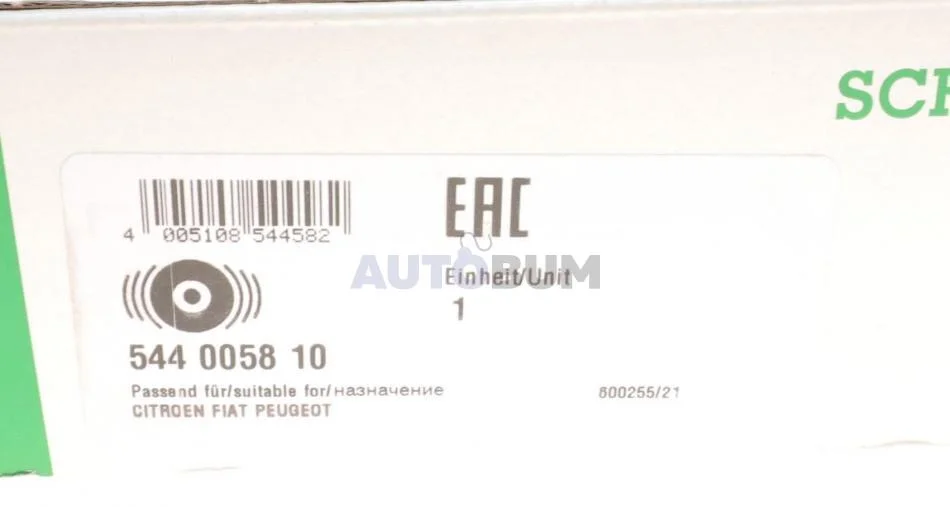 SCH
EAC
4 005108 544582
AUTOBUM
Einheit/Unit
1
544 0058 10
Passend für/suitable for/назначение
600255/21
CITROEN FIAT PEUGEOT